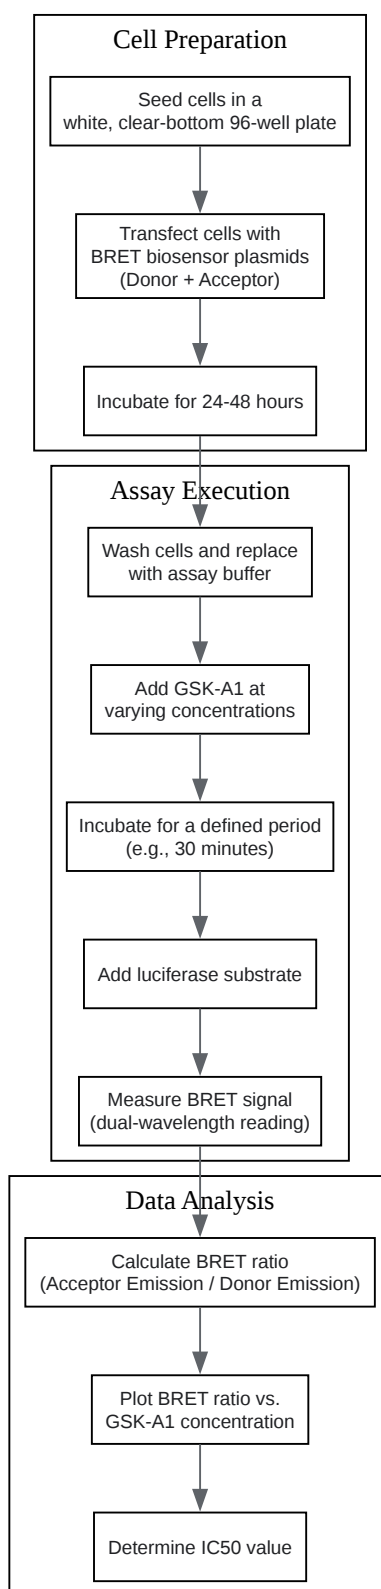 Cell Preparation
Seed cells in a
white, clear-bottom 96-well plate
Transfect cells with
BRET biosensor plasmids
(Donor + Acceptor)
Incubate for 24-48 hours
Assay Execution
Wash cells and replace
with assay buffer
Add GSK-A1 at
varying concentrations
Incubate for a defined period
(e.g., 30 minutes)
Add luciferase substrate
Measure BRET signal
(dual-wavelength reading)
Data Analysis
Calculate BRET ratio
(Acceptor Emission / Donor Emission)
Plot BRET ratio vs.
GSK-A1 concentration
Determine IC50 value